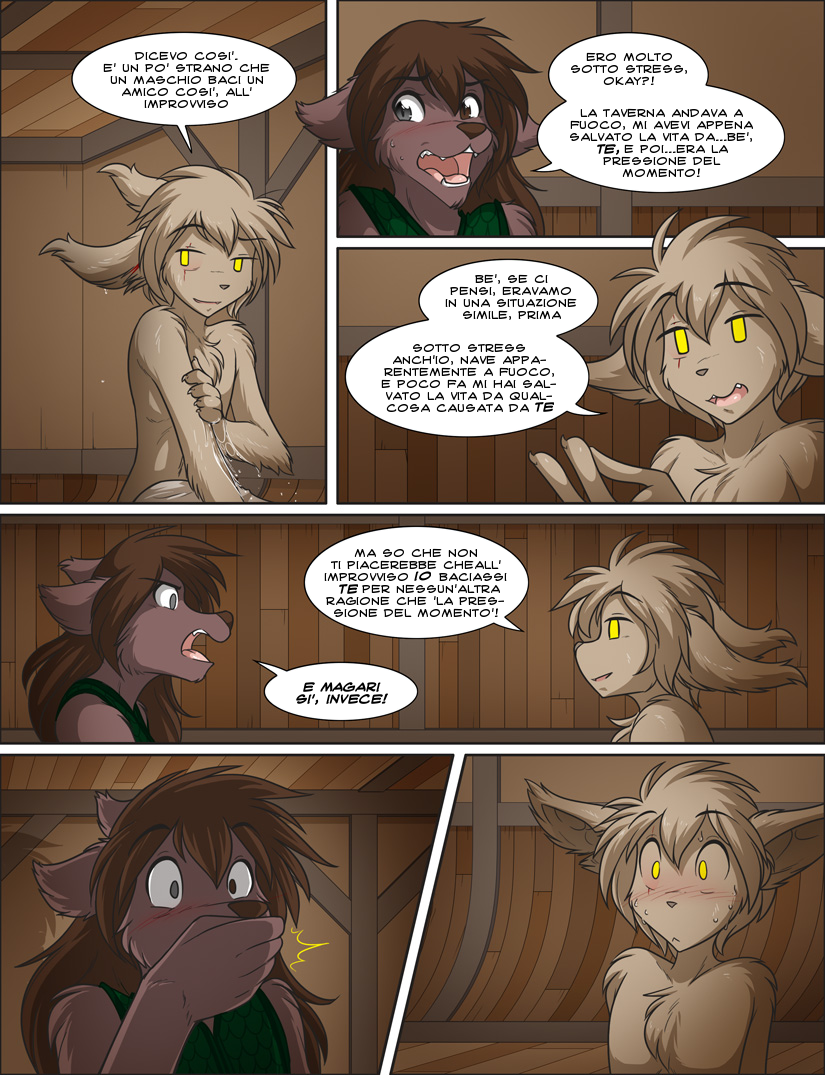 DICEVO COSI'.
E' UN PO' STRANO CHE
UN MASCHIO BACI UN
AMICO COSI', ALL'
IMPROVVISO
ERO MOLTO
SOTTO STRESS,
OKAY?!
LA TAVERNA ANDAVA A
FUOCO, MI AVEVI APPENA
SALVATO LA VITA DA...BE',
TE, E POI...ERA LA
PRESSIONE DEL
MOMENTO!
BE', SE CI
PENSI, ERAVAMO
IN UNA SITUAZIONE
SIMILE, PRIMA
SOTTO STRESS
ANCH'IO, NAVE APPA-
RENTEMENTE A FUOCO,
E POCO FA MI HAI SAL-
VATO LA VITA DA QUAL-
COSA CAUSATA DA TE
MA SO CHE NON
TI PIACEREBBE CHEALL'
IMPROVVISO IO BACIASSI
TE PER NESSUN'ALTRA
RAGIONE CHE 'LA PRES-
SIONE DEL MOMENTO'!
E MAGARI
SI', INVECE!